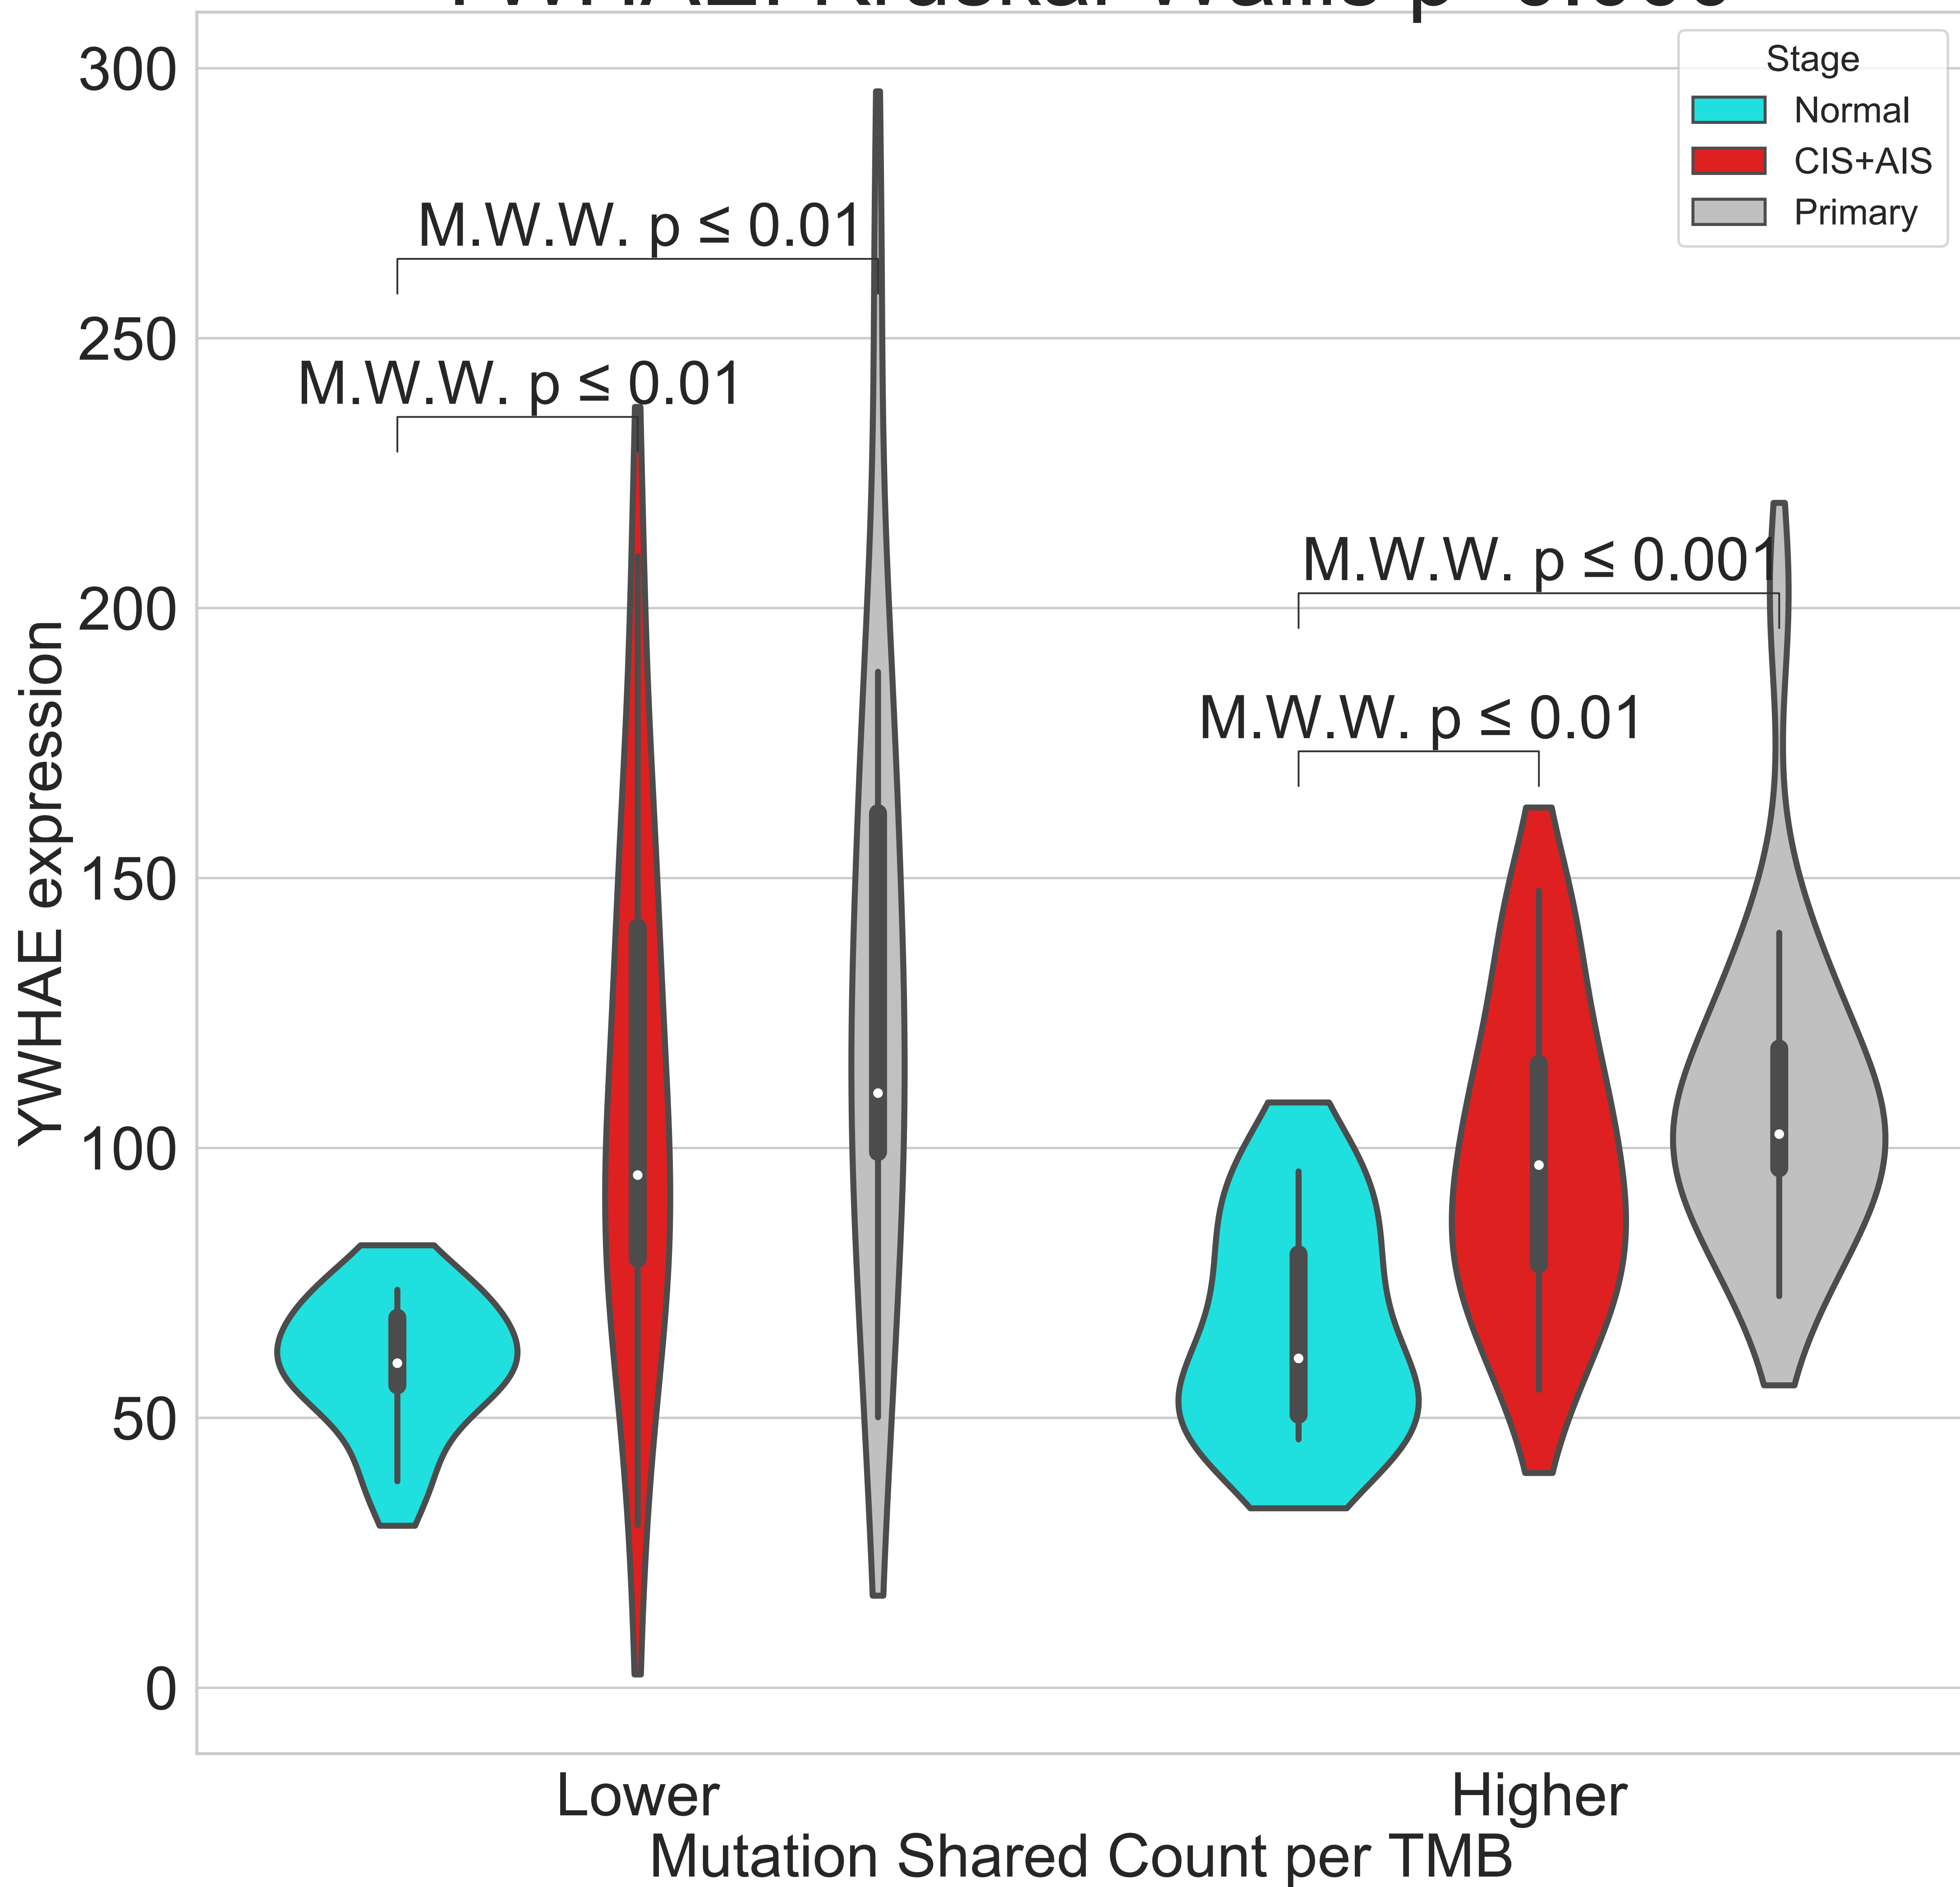 300
250
200
150
100
50
0
YWHAE expression
Stage
Normal
CIS+AIS
Primary
M.W.W. p ≤ 0.01
M.W.W. p ≤ 0.01
M.W.W. p ≤ 0.001
M.W.W. p ≤ 0.01
Lower
Higher
Mutation Shared Count per TMB